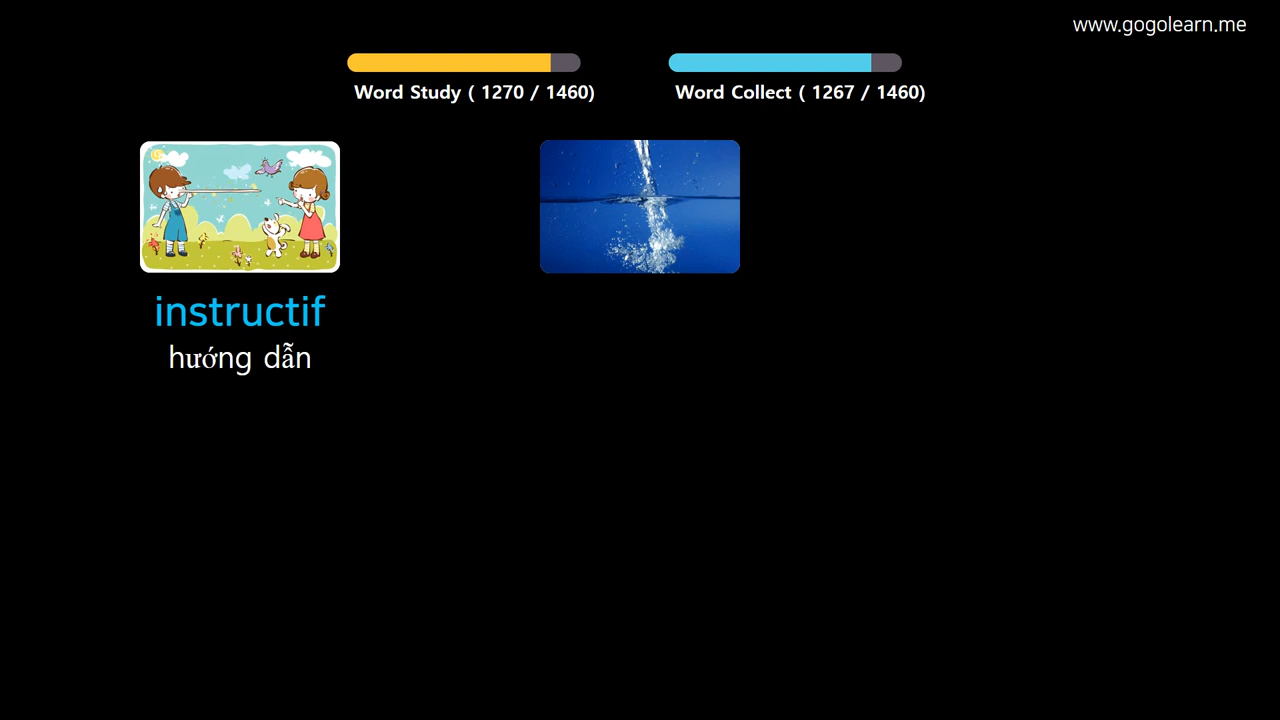 www.gogolearn.me
Word Study ( 1270 / 1460)
Word Collect ( 1267 / 1460)
instructif
hướng dẫn